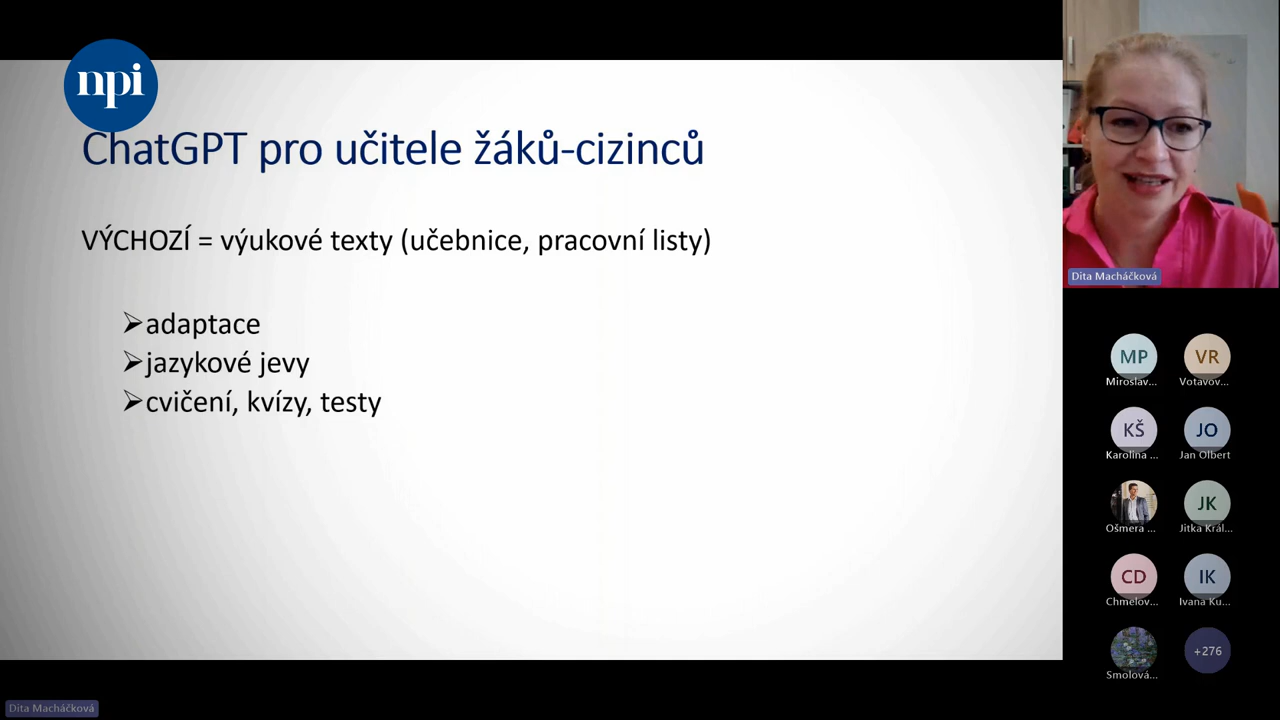 npi
ChatGPT pro učitele žáků-cizinců
VÝCHOZÍ = výukové texty (učebnice, pracovní listy)
➢adaptace
➢jazykové jevy
➢cvičení, kvízy, testy
Dita Macháčková
MP
Miroslav...
VR
Votavov...
KŠ
Karolina ...
JO
Jan Olbert
Ošmera ...
JK
Jitka Král...
CD
Chmelov...
IK
Ivana Ku...
Smolová...
+276
Dita Macháčková